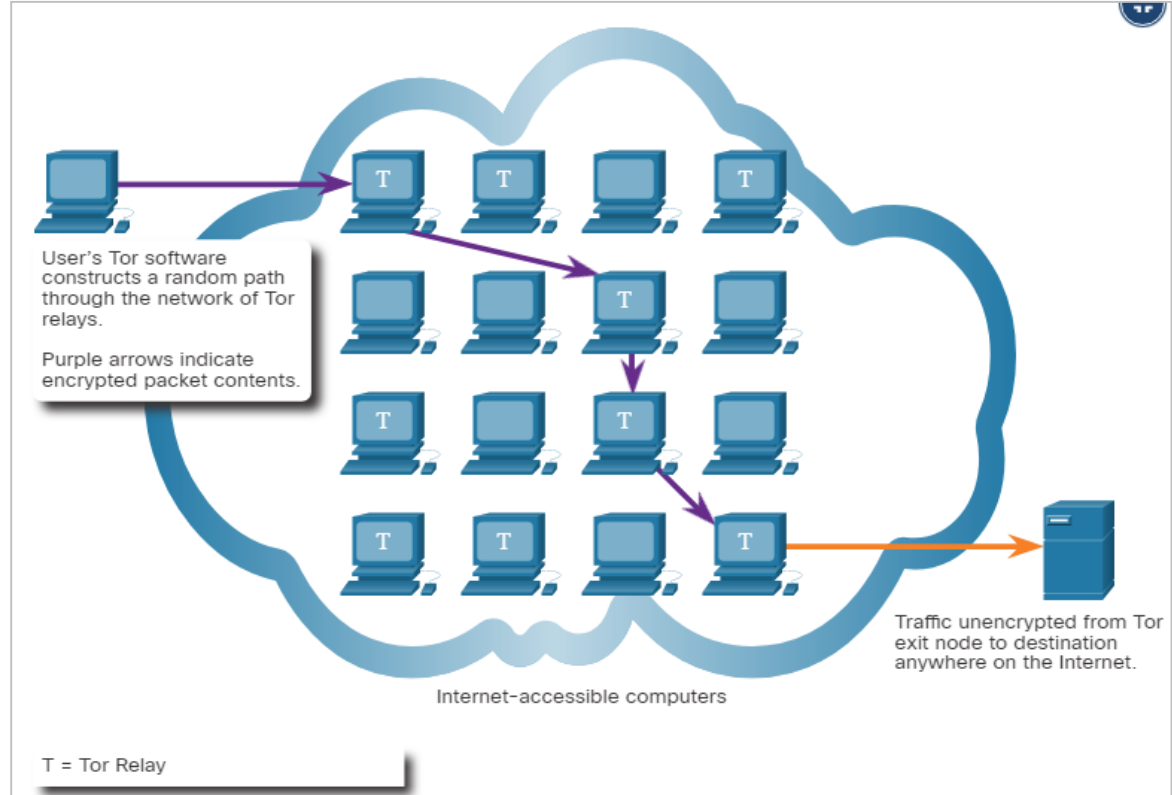 T T T
User's Tor software
constructs a random path
through the network of Tor
relays.
Purple arrows indicate
encrypted packet contents.
T
T T
T T T
Traffic unencrypted from Tor
exit node to destination
anywhere on the Internet.
Internet-accessible computers
T = Tor Relay